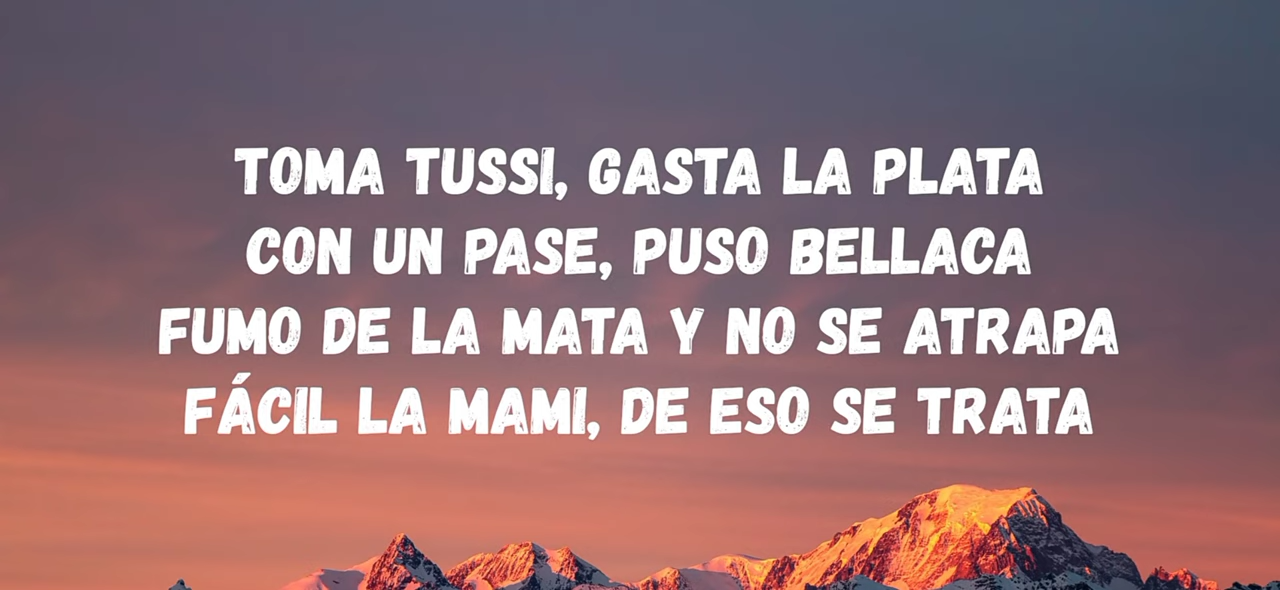 TOMA TUSSI, GASTA LA PLATA
CON UN PASE, PUSO BELLACA
FUMO DE LA MATA Y NO SE ATRAPA
FÁCIL LA MAMI, DE ESO SE TRATA